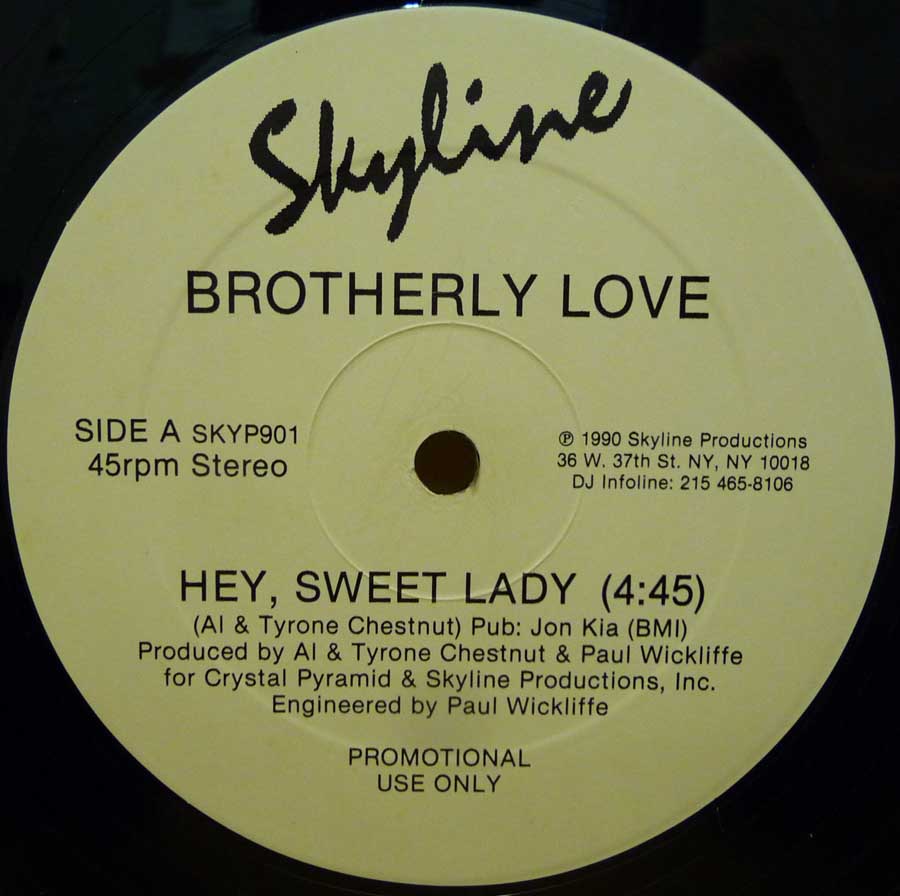 Skyline
BROTHERLY LOVE
SIDE A SKYP901
45rpm Stereo
℗ 1990 Skyline Productions
36 W. 37th St. NY, NY 10018
DJ Infoline: 215 465-8106
HEY, SWEET LADY (4:45)
(Al & Tyrone Chestnut) Pub: Jon Kia (BMI)
Produced by Al & Tyrone Chestnut & Paul Wickliffe
for Crystal Pyramid & Skyline Productions, Inc.
Engineered by Paul Wickliffe
PROMOTIONAL
USE ONLY